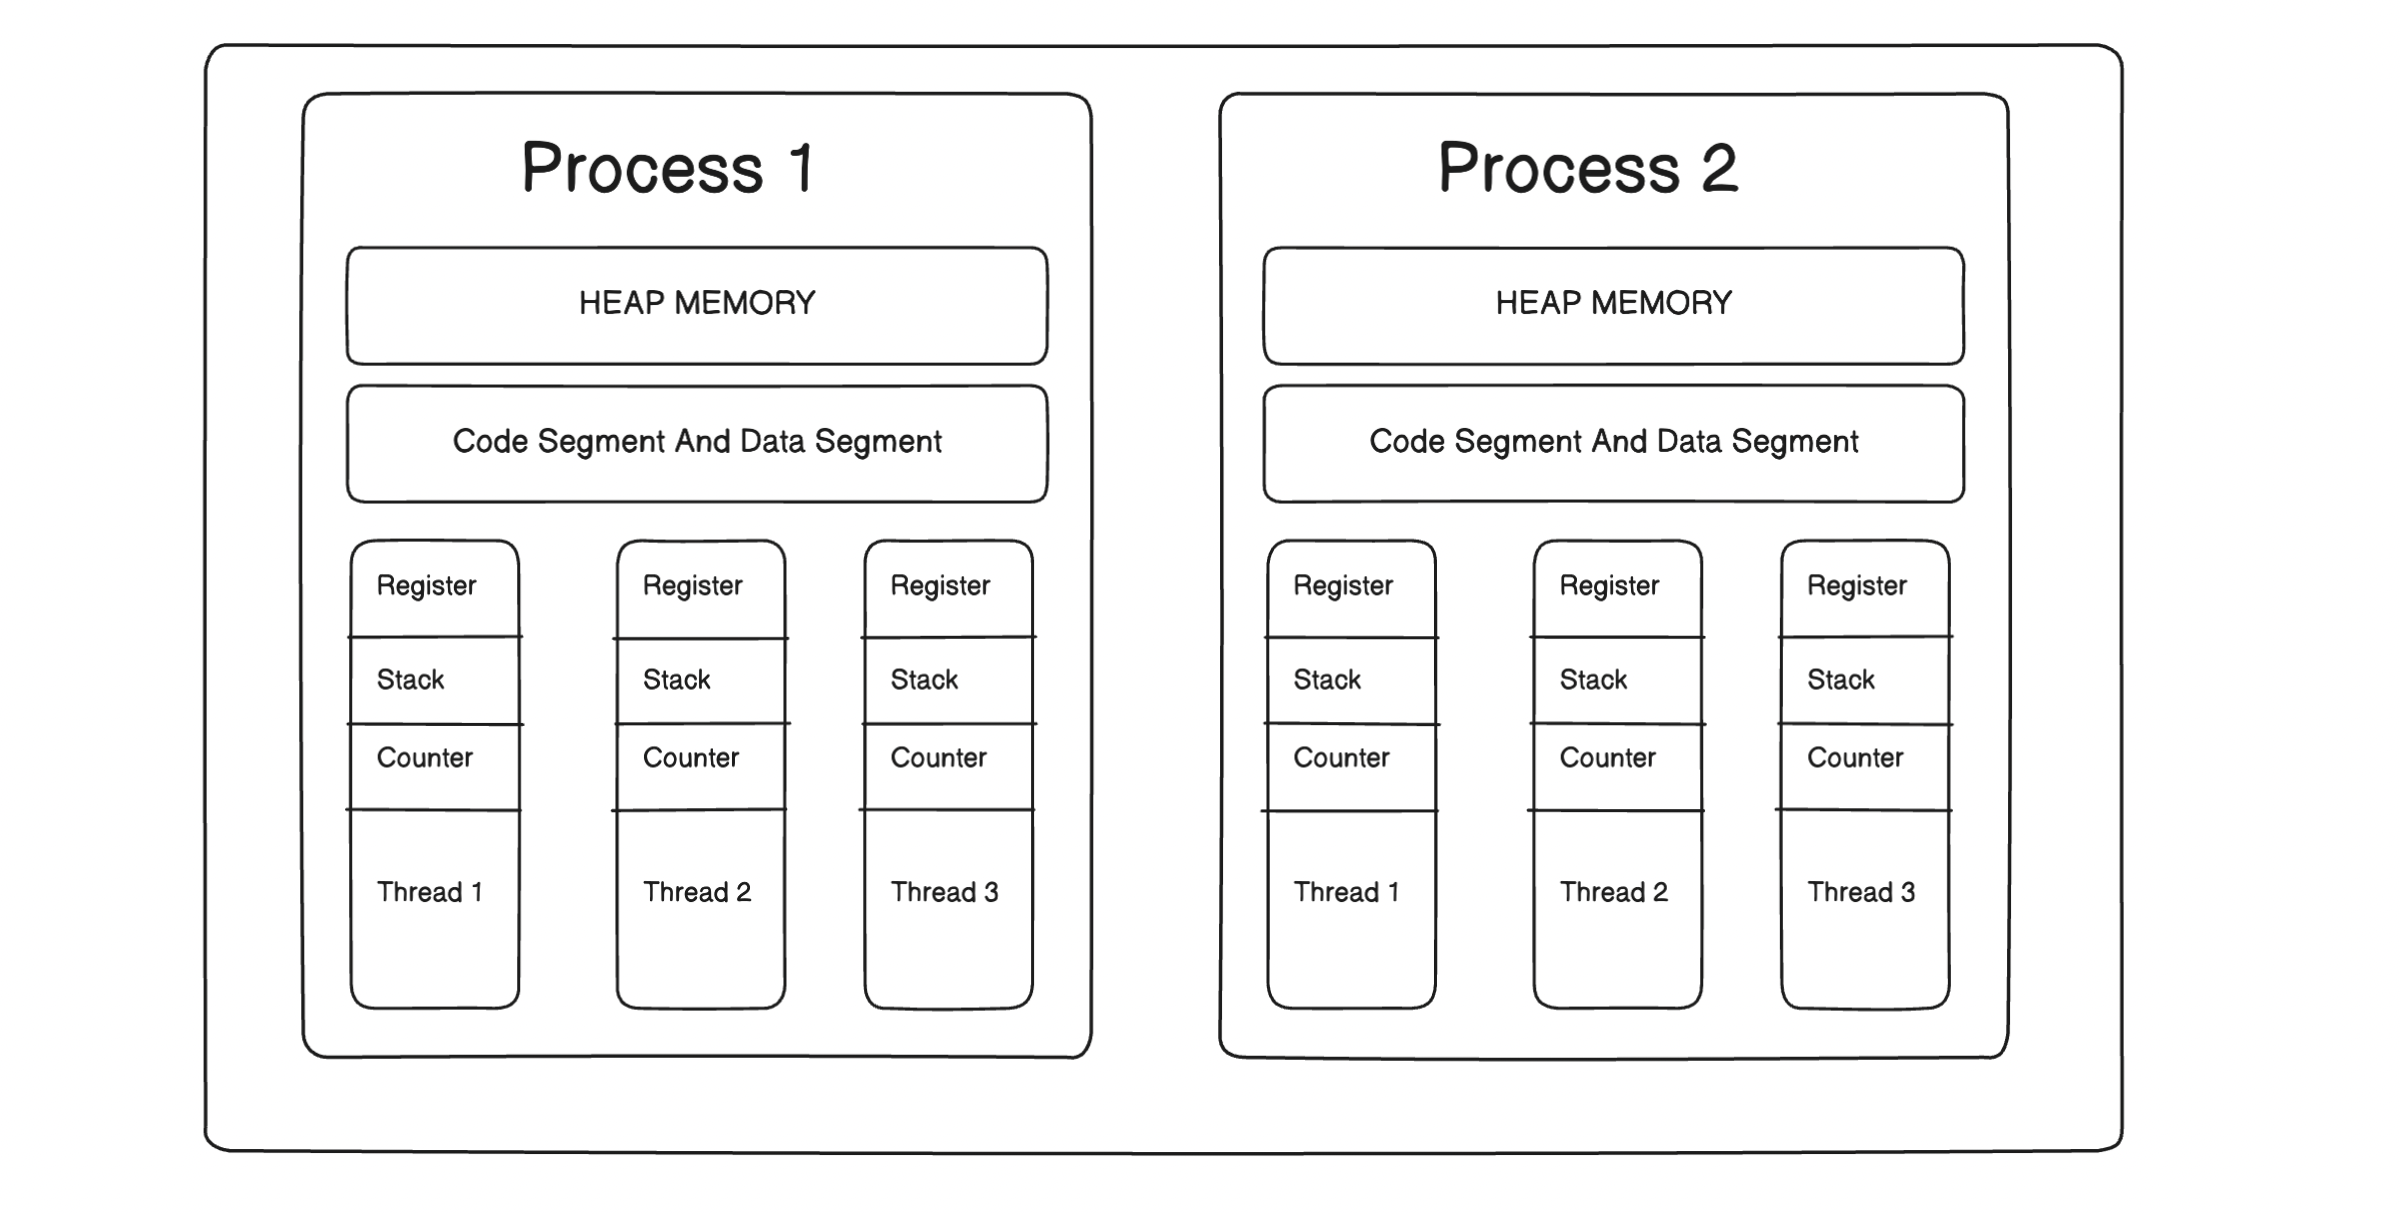 Process 1
HEAP MEMORY
Code Segment And Data Segment
Register
Stack
Counter
Thread 1
Register
Stack
Counter
Thread 2
Register
Stack
Counter
Thread 3
Process 2
HEAP MEMORY
Code Segment And Data Segment
Register
Stack
Counter
Thread 1
Register
Stack
Counter
Thread 2
Register
Stack
Counter
Thread 3